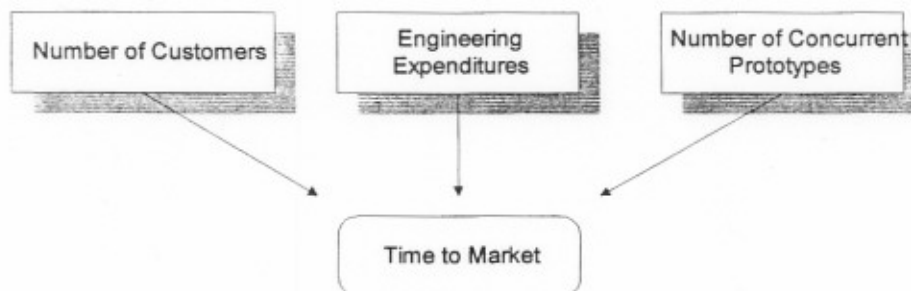 Number of Customers
Engineering
Expenditures
Number of Concurrent
Prototypes
Time to Market